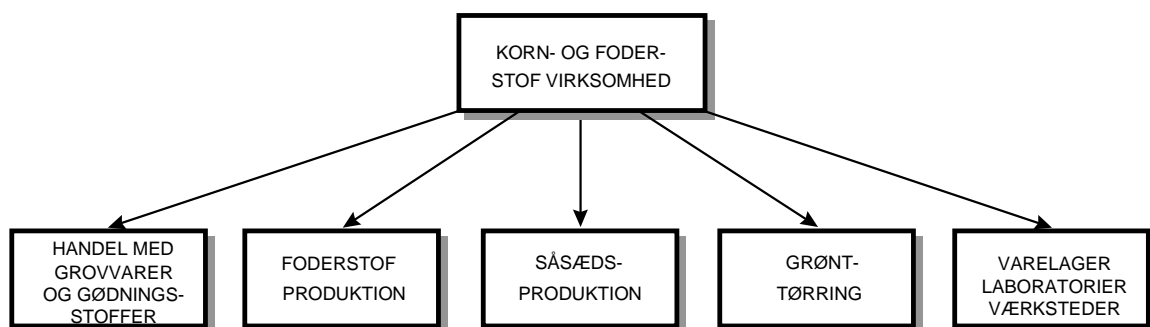 KORN- OG FODER-
STOF VIRKSOMHED
HANDEL MED
GROVVARER
OG GØDNINGS-
STOFFER
FODERSTOF
PRODUKTION
SÅSÆDS-
PRODUKTION
GRØNT-
TØRRING
VARELAGER
LABORATORIER
VÆRKSTEDER